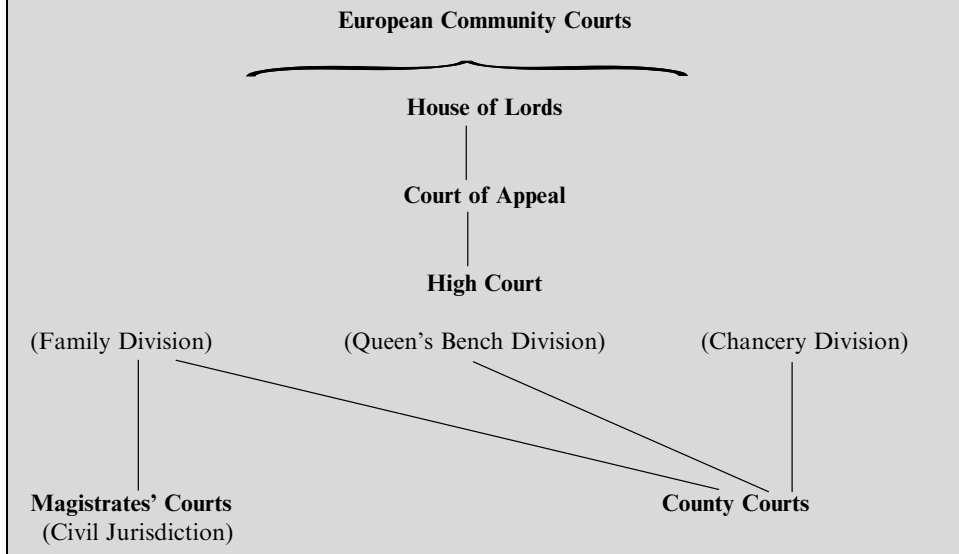 European Community Courts
House of Lords
Court of Appeal
High Court
(Family Division) (Queen’s Bench Division) (Chancery Division)
Magistrates’ Courts County Courts
(Civil Jurisdiction)